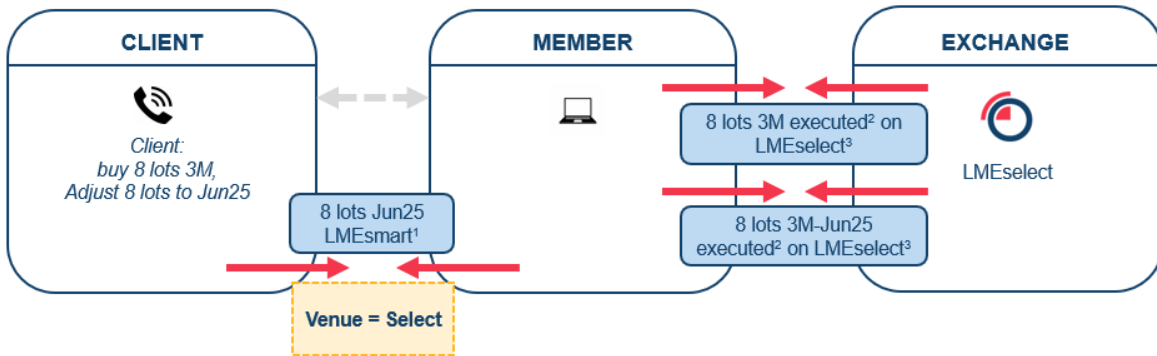 CLIENT
MEMBER
EXCHANGE
Client:
buy 8 lots 3M,
Adjust 8 lots to Jun25
8 lots 3M executed² on
LMEselect³
LMEselect
8 lots Jun25
LMEsmart¹
8 lots 3M-Jun25
executed² on LMEselect³
Venue = Select